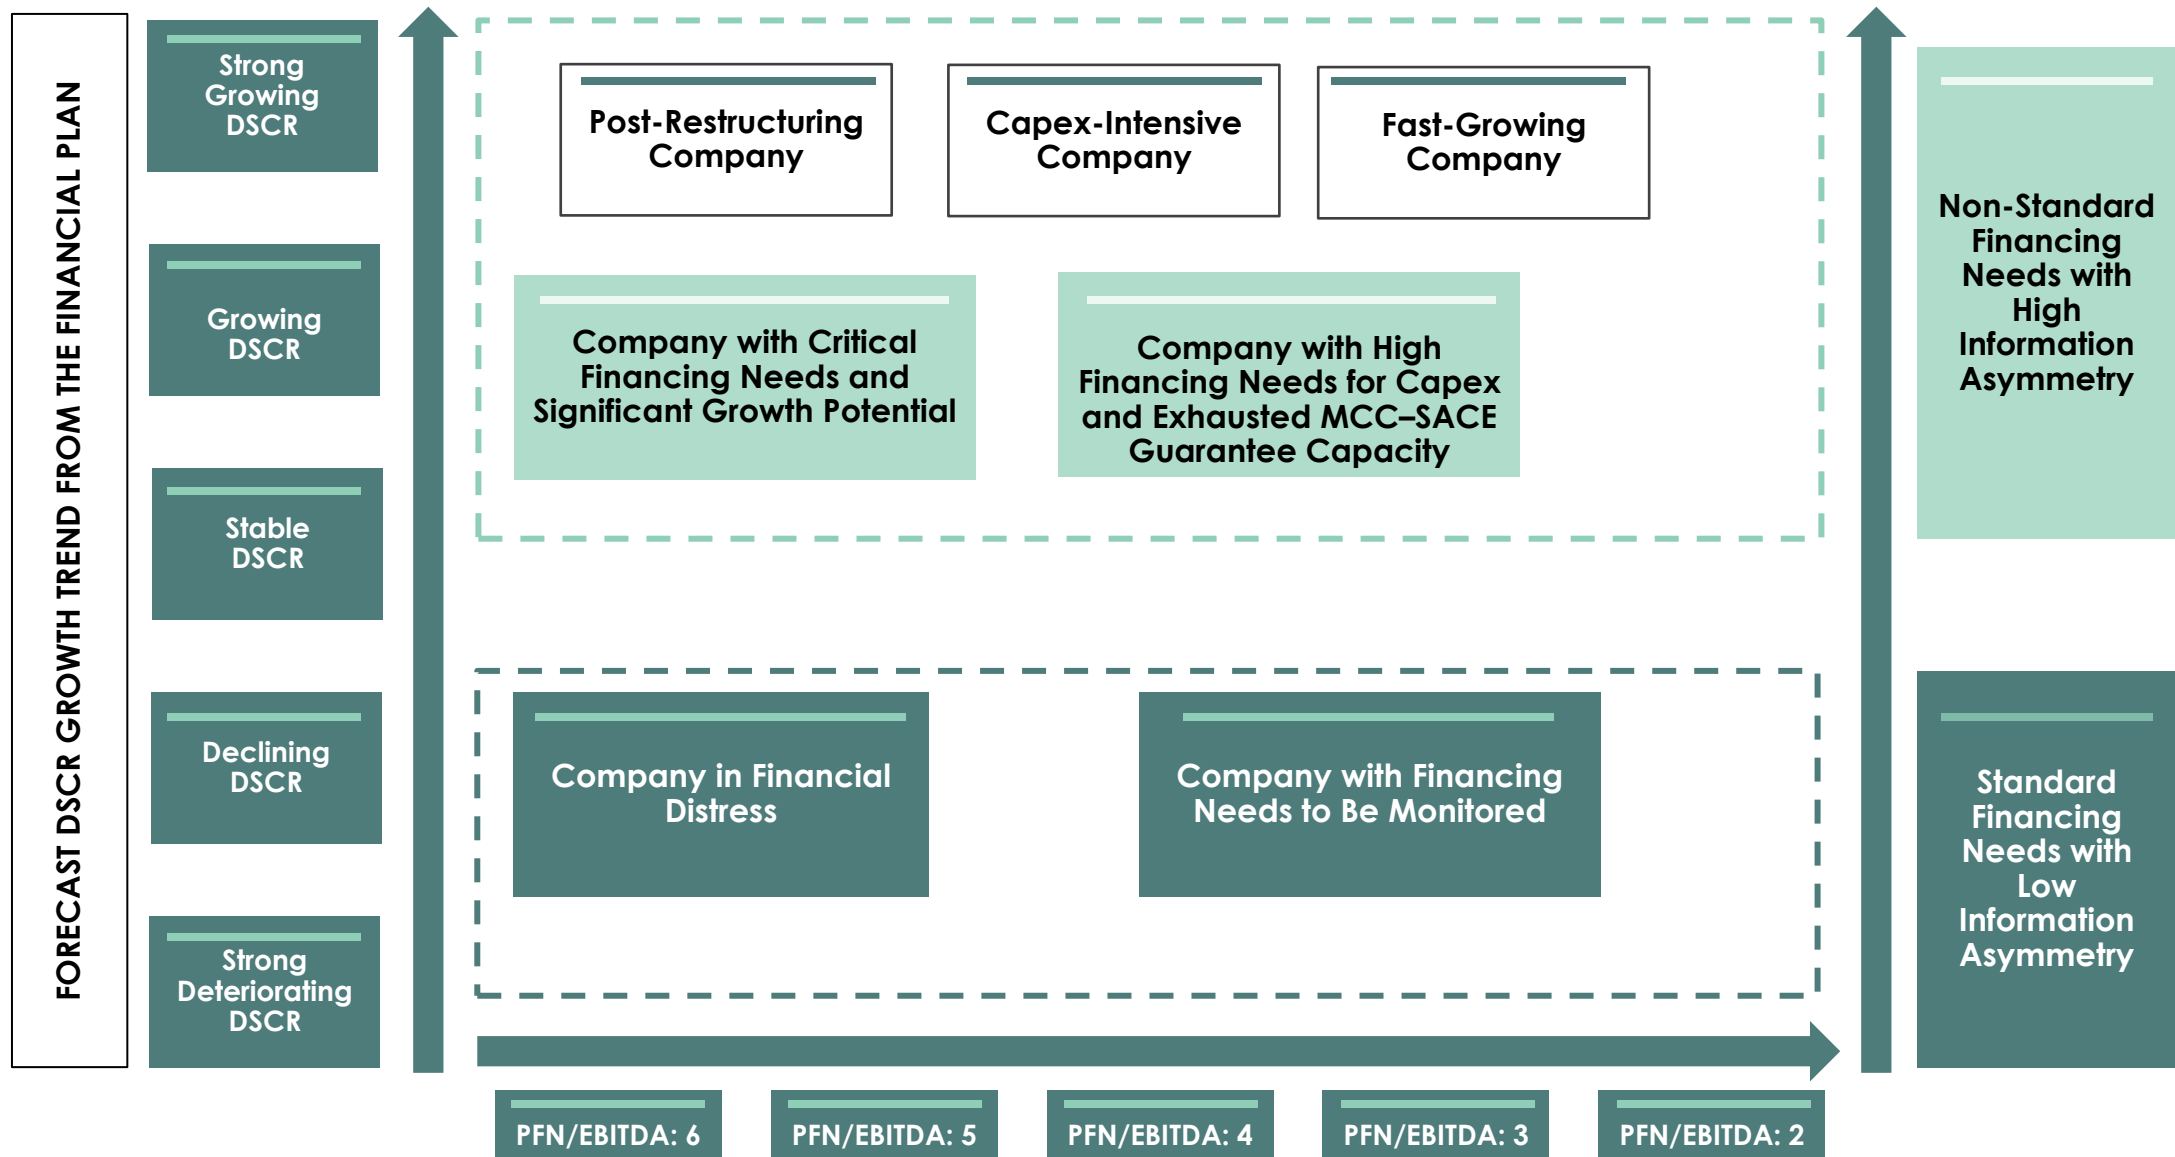 FORECAST DSCR GROWTH TREND FROM THE FINANCIAL PLAN
Strong
Growing
DSCR
Growing
DSCR
Stable
DSCR
Declining
DSCR
Strong
Deteriorating
DSCR
Post-Restructuring
Company
Capex-Intensive
Company
Fast-Growing
Company
Company with Critical
Financing Needs and
Significant Growth Potential
Company with High
Financing Needs for Capex
and Exhausted MCC–SACE
Guarantee Capacity
Company in Financial
Distress
Company with Financing
Needs to Be Monitored
Non-Standard
Financing
Needs with
High
Information
Asymmetry
Standard
Financing
Needs with
Low
Information
Asymmetry
PFN/EBITDA: 6
PFN/EBITDA: 5
PFN/EBITDA: 4
PFN/EBITDA: 3
PFN/EBITDA: 2